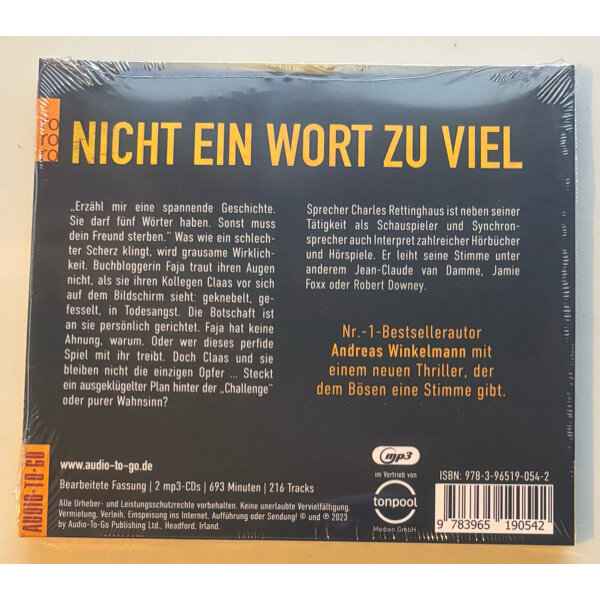 NICHT EIN WORT ZU VIEL
„Erzähl mir eine spannende Geschichte.
Sie darf fünf Wörter haben. Sonst muss
dein Freund sterben.“ Was wie ein schlech-
ter Scherz klingt, wird grausame Wirklich-
keit. Buchbloggerin Faja traut ihren Augen
nicht, als sie ihren Kollegen Claas vor sich
auf dem Bildschirm sieht: geknebelt, ge-
fesselt, in Todesangst. Die Botschaft ist
an sie persönlich gerichtet. Faja hat keine
Ahnung, warum. Oder wer dieses perfide
Spiel mit ihr treibt. Doch Claas und sie
bleiben nicht die einzigen Opfer ... Steckt
ein ausgeklügelter Plan hinter der „Challenge“
oder purer Wahnsinn?
Sprecher Charles Rettinghaus ist neben seiner
Tätigkeit als Schauspieler und Synchron-
sprecher auch Interpret zahlreicher Hörbücher
und Hörspiele. Er leiht seine Stimme unter
anderem Jean-Claude van Damme, Jamie
Foxx oder Robert Downey.
Nr.-1-Bestsellerautor
Andreas Winkelmann mit
einem neuen Thriller, der
dem Bösen eine Stimme gibt.
AUDIO-TO-GO
www.audio-to-go.de
Bearbeitete Fassung | 2 mp3-CDs | 693 Minuten | 216 Tracks
Alle Urheber- und Leistungsschutzrechte vorbehalten. Keine unerlaubte Vervielfältigung,
Vermietung, Verleih, Einspeisung ins Internet, Aufführung oder Sendung! © und ℗ 2023
by Audio-To-Go Publishing Ltd., Headford, Irland.
mp3
im Vertrieb von
tonpool
Medien GmbH
ISBN: 978-3-96519-054-2
9 783965 190542